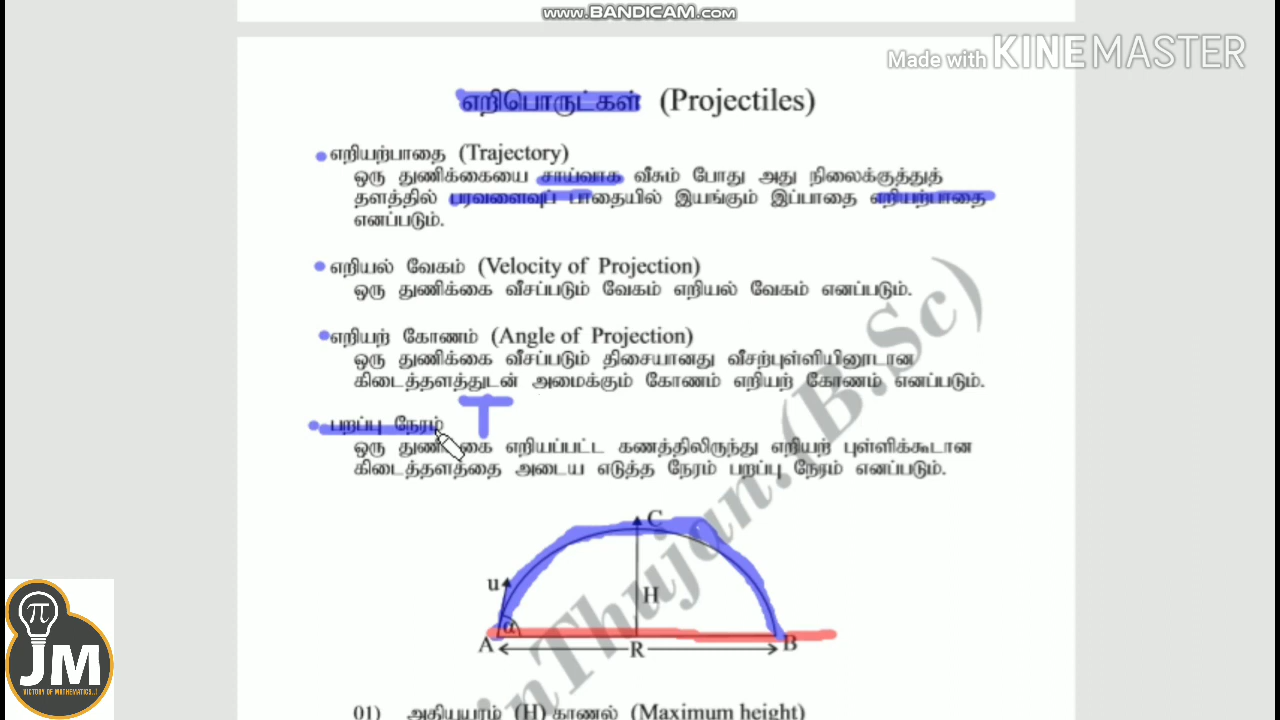 www.BANDICAM.com
Made with KINEMASTER
எறிபொருட்கள் (Projectiles)
எறியற்பாதை (Trajectory)
ஒரு துணிக்கையை சாய்வாக வீசும் போது அது நிலைக்குத்துத்
தளத்தில் பரவளைவுப் பாதையில் இயங்கும் இப்பாதை எறியற்பாதை
எனப்படும்.
எறியல் வேகம் (Velocity of Projection)
ஒரு துணிக்கை வீசப்படும் வேகம் எறியல் வேகம் எனப்படும்.
எறியற் கோணம் (Angle of Projection)
ஒரு துணிக்கை வீசப்படும் திசையானது வீசற்புள்ளியினூடான
கிடைத்தளத்துடன் அமைக்கும் கோணம் எறியற் கோணம் எனப்படும்.
பறப்பு நேரம் T
ஒரு துணிக்கை எறியப்பட்ட கணத்திலிருந்து எறியற் புள்ளிக்கூடான
கிடைத்தளத்தை அடைய எடுத்த நேரம் பறப்பு நேரம் எனப்படும்.
C
u
H
α
A R B
inThujan.(B.Sc)
π
JM
VICTORY OF MATHEMATICS..!
01) அதியுயரம் (H) காணல் (Maximum height)